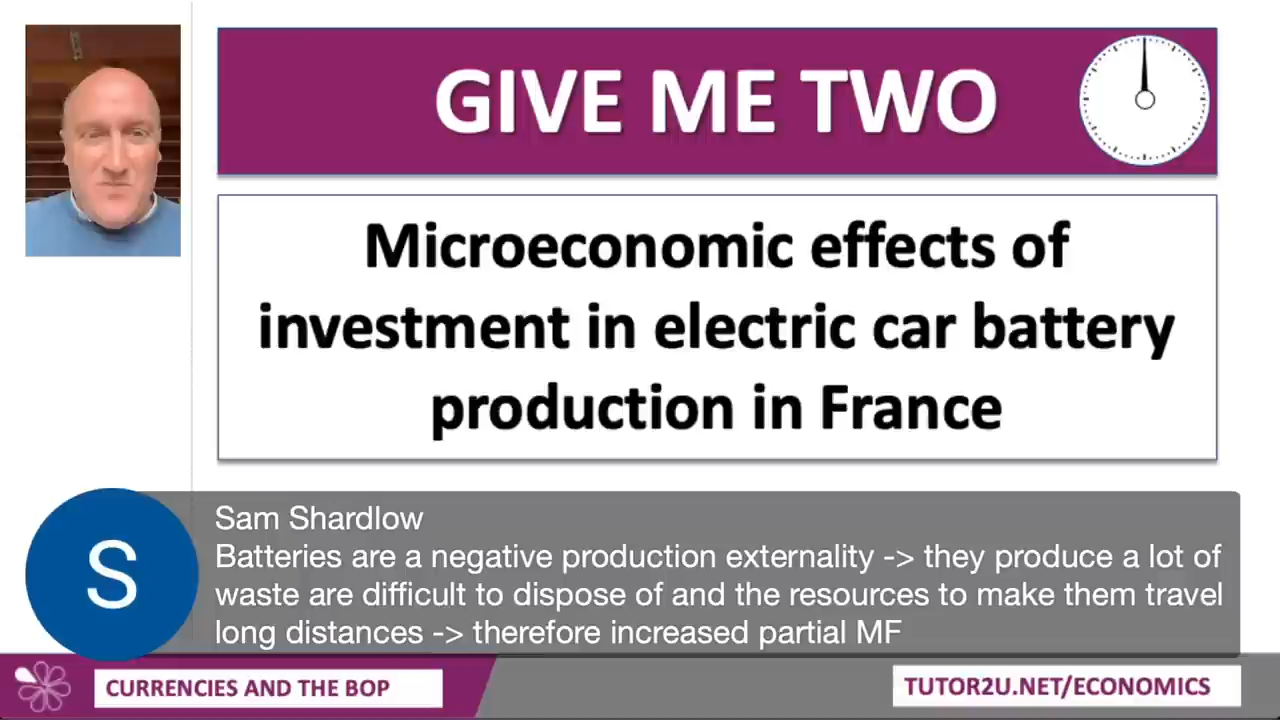 GIVE ME TWO
Microeconomic effects of
investment in electric car battery
production in France
S
Sam Shardlow
Batteries are a negative production externality -> they produce a lot of
waste are difficult to dispose of and the resources to make them travel
long distances -> therefore increased partial MF
CURRENCIES AND THE BOP
TUTOR2U.NET/ECONOMICS